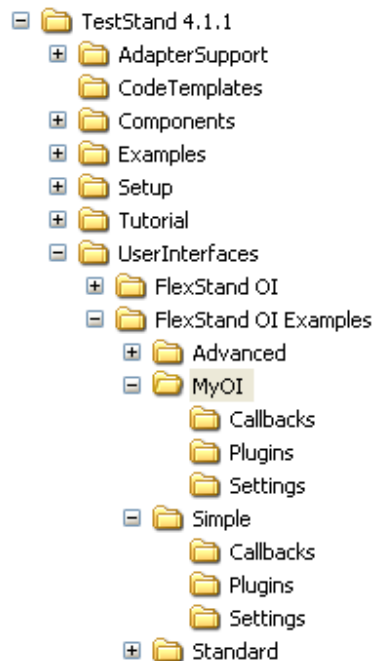 TestStand 4.1.1
AdapterSupport
CodeTemplates
Components
Examples
Setup
Tutorial
UserInterfaces
FlexStand OI
FlexStand OI Examples
Advanced
MyOI
Callbacks
Plugins
Settings
Simple
Callbacks
Plugins
Settings
Standard